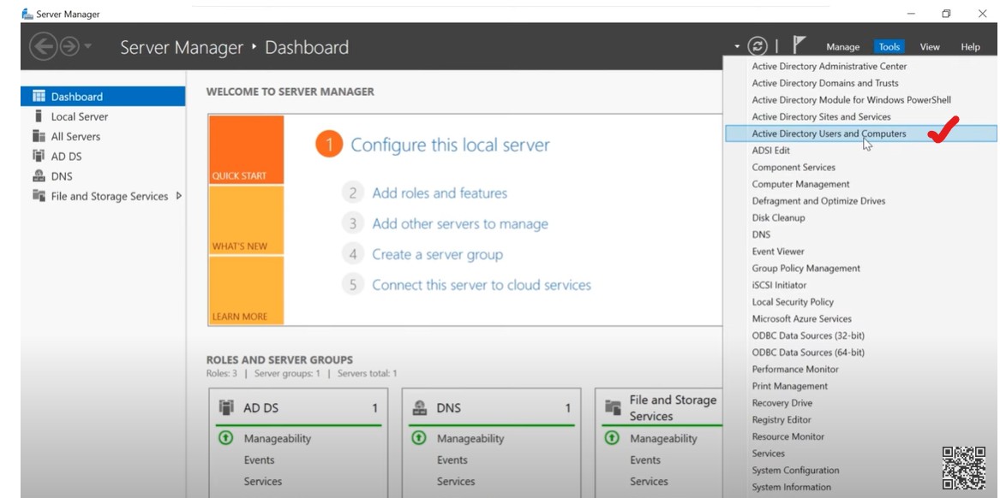 Server Manager
Server Manager ‣ Dashboard
Manage Tools View Help
Dashboard
Local Server
All Servers
AD DS
DNS
File and Storage Services
WELCOME TO SERVER MANAGER
QUICK START
WHAT'S NEW
LEARN MORE
1 Configure this local server
2 Add roles and features
3 Add other servers to manage
4 Create a server group
5 Connect this server to cloud services
ROLES AND SERVER GROUPS
Roles: 3 | Server groups: 1 | Servers total: 1
AD DS 1
Manageability
Events
Services
DNS 1
Manageability
Events
Services
File and Storage
Services
Manageability
Events
Services
Active Directory Administrative Center
Active Directory Domains and Trusts
Active Directory Module for Windows PowerShell
Active Directory Sites and Services
Active Directory Users and Computers
ADSI Edit
Component Services
Computer Management
Defragment and Optimize Drives
Disk Cleanup
DNS
Event Viewer
Group Policy Management
iSCSI Initiator
Local Security Policy
Microsoft Azure Services
ODBC Data Sources (32-bit)
ODBC Data Sources (64-bit)
Performance Monitor
Print Management
Recovery Drive
Registry Editor
Resource Monitor
Services
System Configuration
System Information